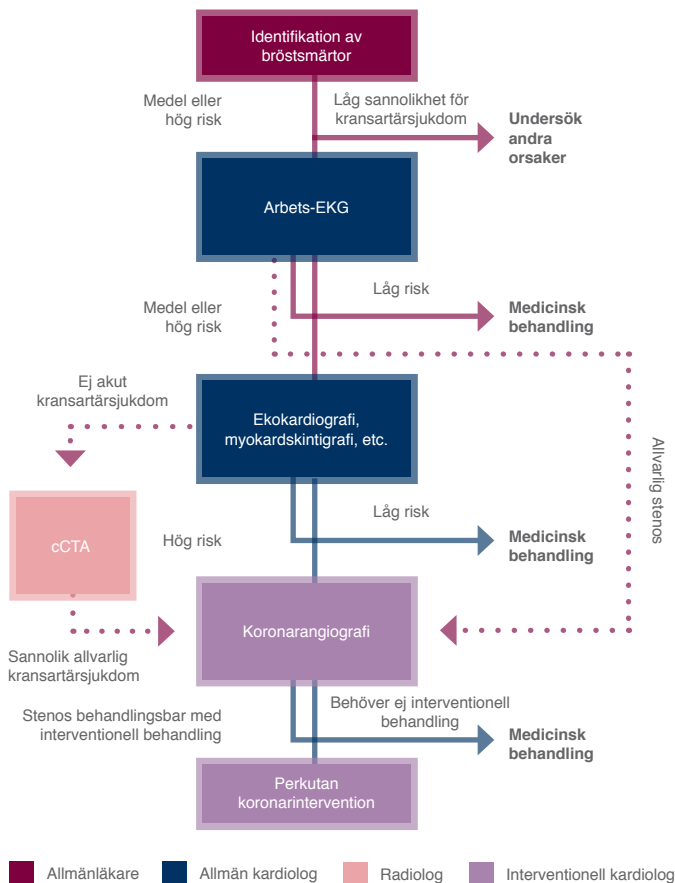 Identifikation av
bröstsmärtor
Medel eller
hög risk
Låg sannolikhet för
kransartärsjukdom
Undersök
andra
orsaker
Arbets-EKG
Låg risk
Medel eller
hög risk
Medicinsk
behandling
Ej akut
kransartärsjukdom
Ekokardiografi,
myokardskintigrafi, etc.
Allvarlig stenos
cCTA
Hög risk
Låg risk
Medicinsk
behandling
Koronarangiografi
Sannolik allvarlig
kransartärsjukdom
Stenos behandlingsbar med
interventionell behandling
Behöver ej interventionell
behandling
Medicinsk
behandling
Perkutan
koronarintervention
Allmänläkare
Allmän kardiolog
Radiolog
Interventionell kardiolog